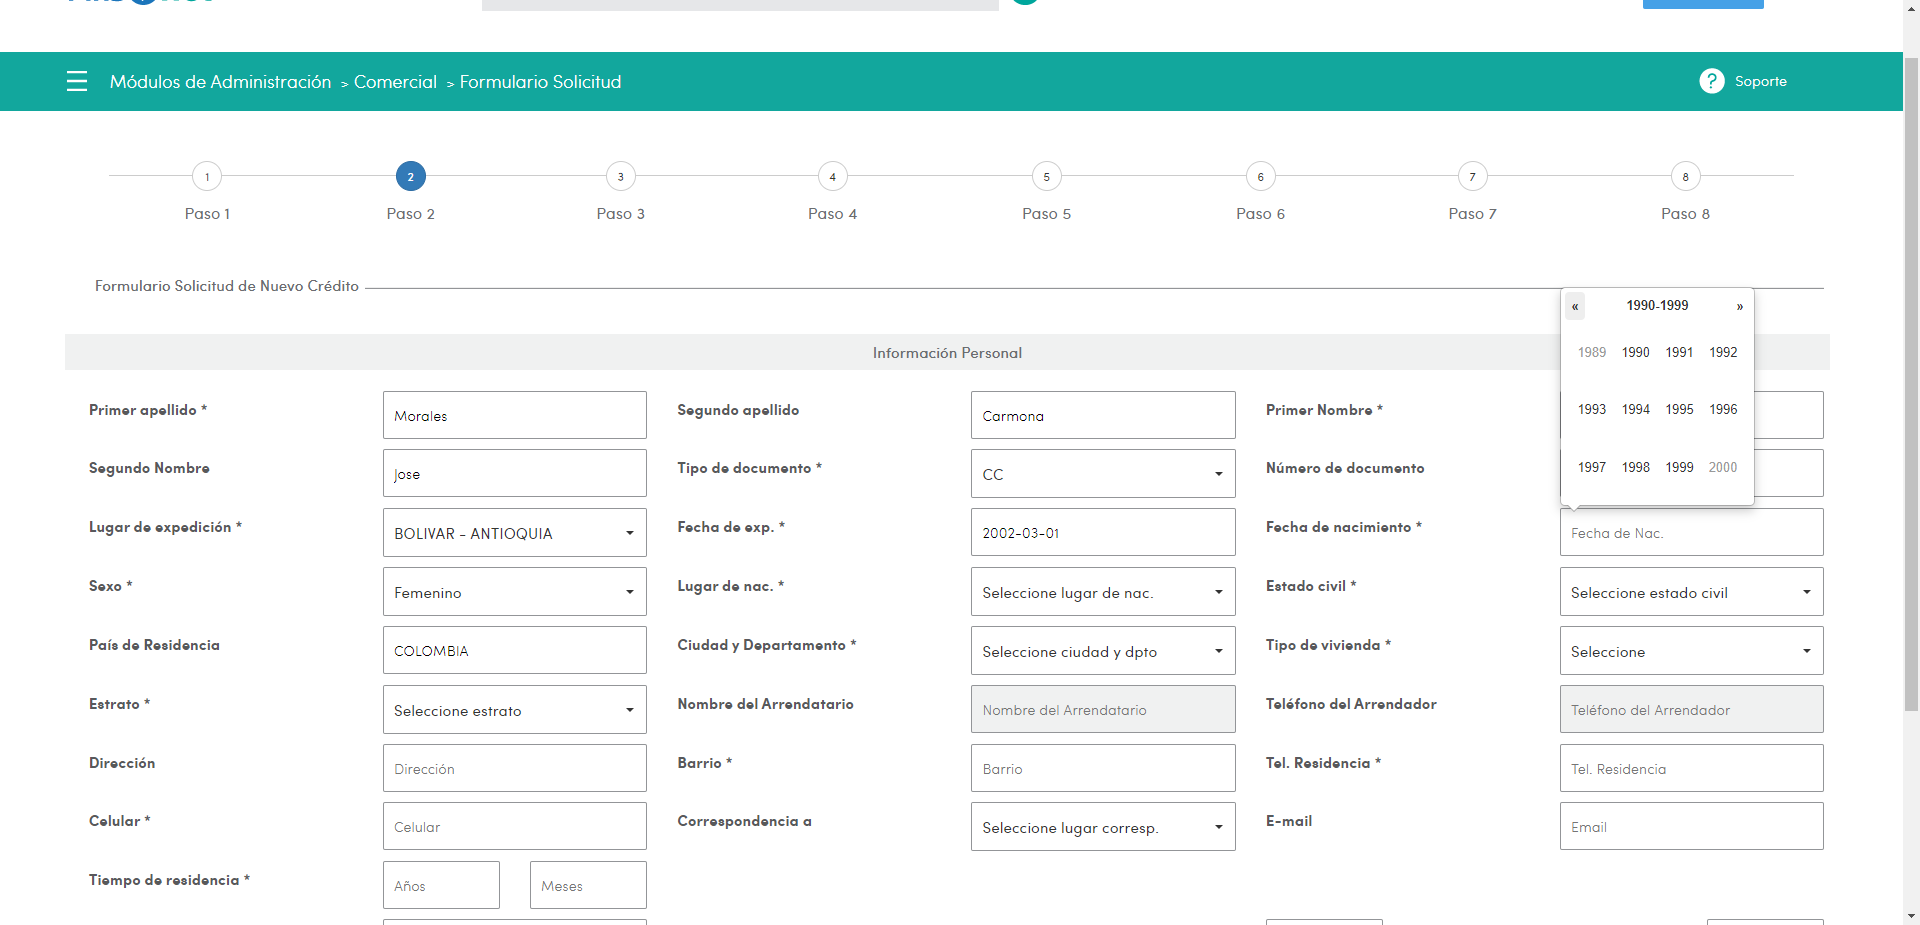 Módulos de Administración > Comercial > Formulario Solicitud
? Soporte
1 2 3 4 5 6 7 8
Paso 1 Paso 2 Paso 3 Paso 4 Paso 5 Paso 6 Paso 7 Paso 8
Formulario Solicitud de Nuevo Crédito
« 1990-1999 »
1989 1990 1991 1992
1993 1994 1995 1996
1997 1998 1999 2000
Información Personal
Primer apellido * Morales Segundo apellido Carmona Primer Nombre *
Segundo Nombre Jose Tipo de documento * CC Número de documento
Lugar de expedición * BOLIVAR - ANTIOQUIA Fecha de exp. * 2002-03-01 Fecha de nacimiento * Fecha de Nac.
Sexo * Femenino Lugar de nac. * Seleccione lugar de nac. Estado civil * Seleccione estado civil
País de Residencia COLOMBIA Ciudad y Departamento * Seleccione ciudad y dpto Tipo de vivienda * Seleccione
Estrato * Seleccione estrato Nombre del Arrendatario Nombre del Arrendatario Teléfono del Arrendador Teléfono del Arrendador
Dirección Dirección Barrio * Barrio Tel. Residencia * Tel. Residencia
Celular * Celular Correspondencia a Seleccione lugar corresp. E-mail Email
Tiempo de residencia * Años Meses